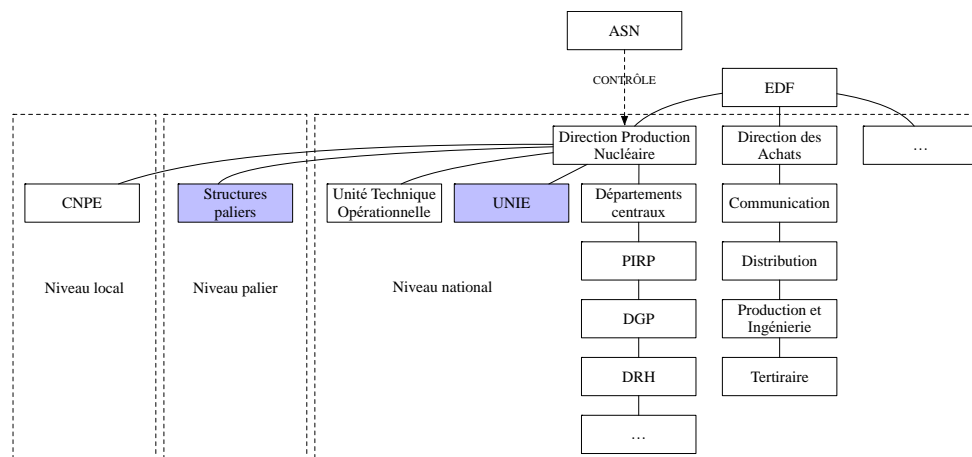 ASN
CONTRÔLE
EDF
Direction Production
Nucléaire
Direction des
Achats
…
CNPE
Structures
paliers
Unité Technique
Opérationnelle
UNIE
Départements
centraux
Communication
PIRP
Distribution
Niveau local
Niveau palier
Niveau national
DGP
Production et
Ingénierie
DRH
Tertiraire
…